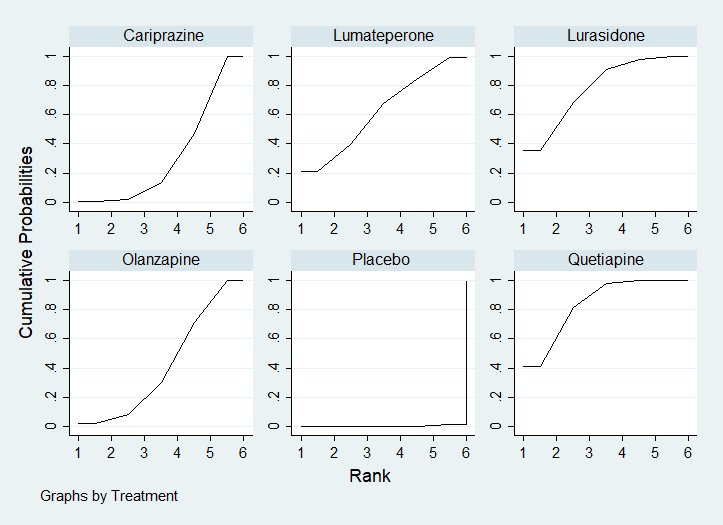 Cariprazine Lumateperone Lurasidone
0 .2 .4 .6 .8 1
0 .2 .4 .6 .8 1
0 .2 .4 .6 .8 1
1 2 3 4 5 6
1 2 3 4 5 6
1 2 3 4 5 6
Olanzapine Placebo Quetiapine
0 .2 .4 .6 .8 1
0 .2 .4 .6 .8 1
0 .2 .4 .6 .8 1
1 2 3 4 5 6
1 2 3 4 5 6
1 2 3 4 5 6
Cumulative Probabilities
Rank
Graphs by Treatment